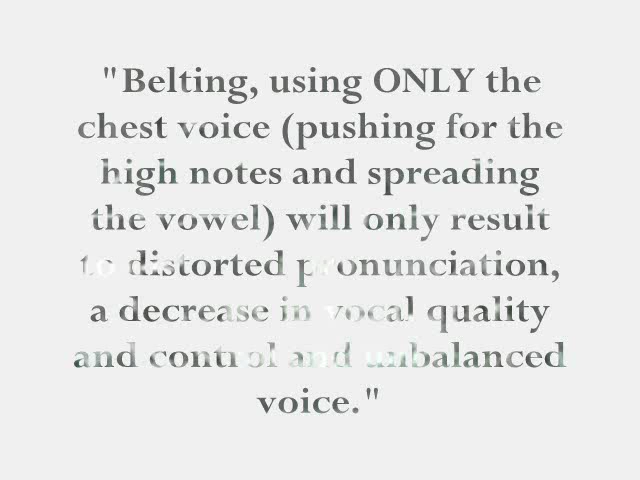 "Belting, using ONLY the
chest voice (pushing for the
high notes and spreading
the vowel) will only result
to distorted pronunciation,
a decrease in vocal quality
and control and unbalanced
voice."